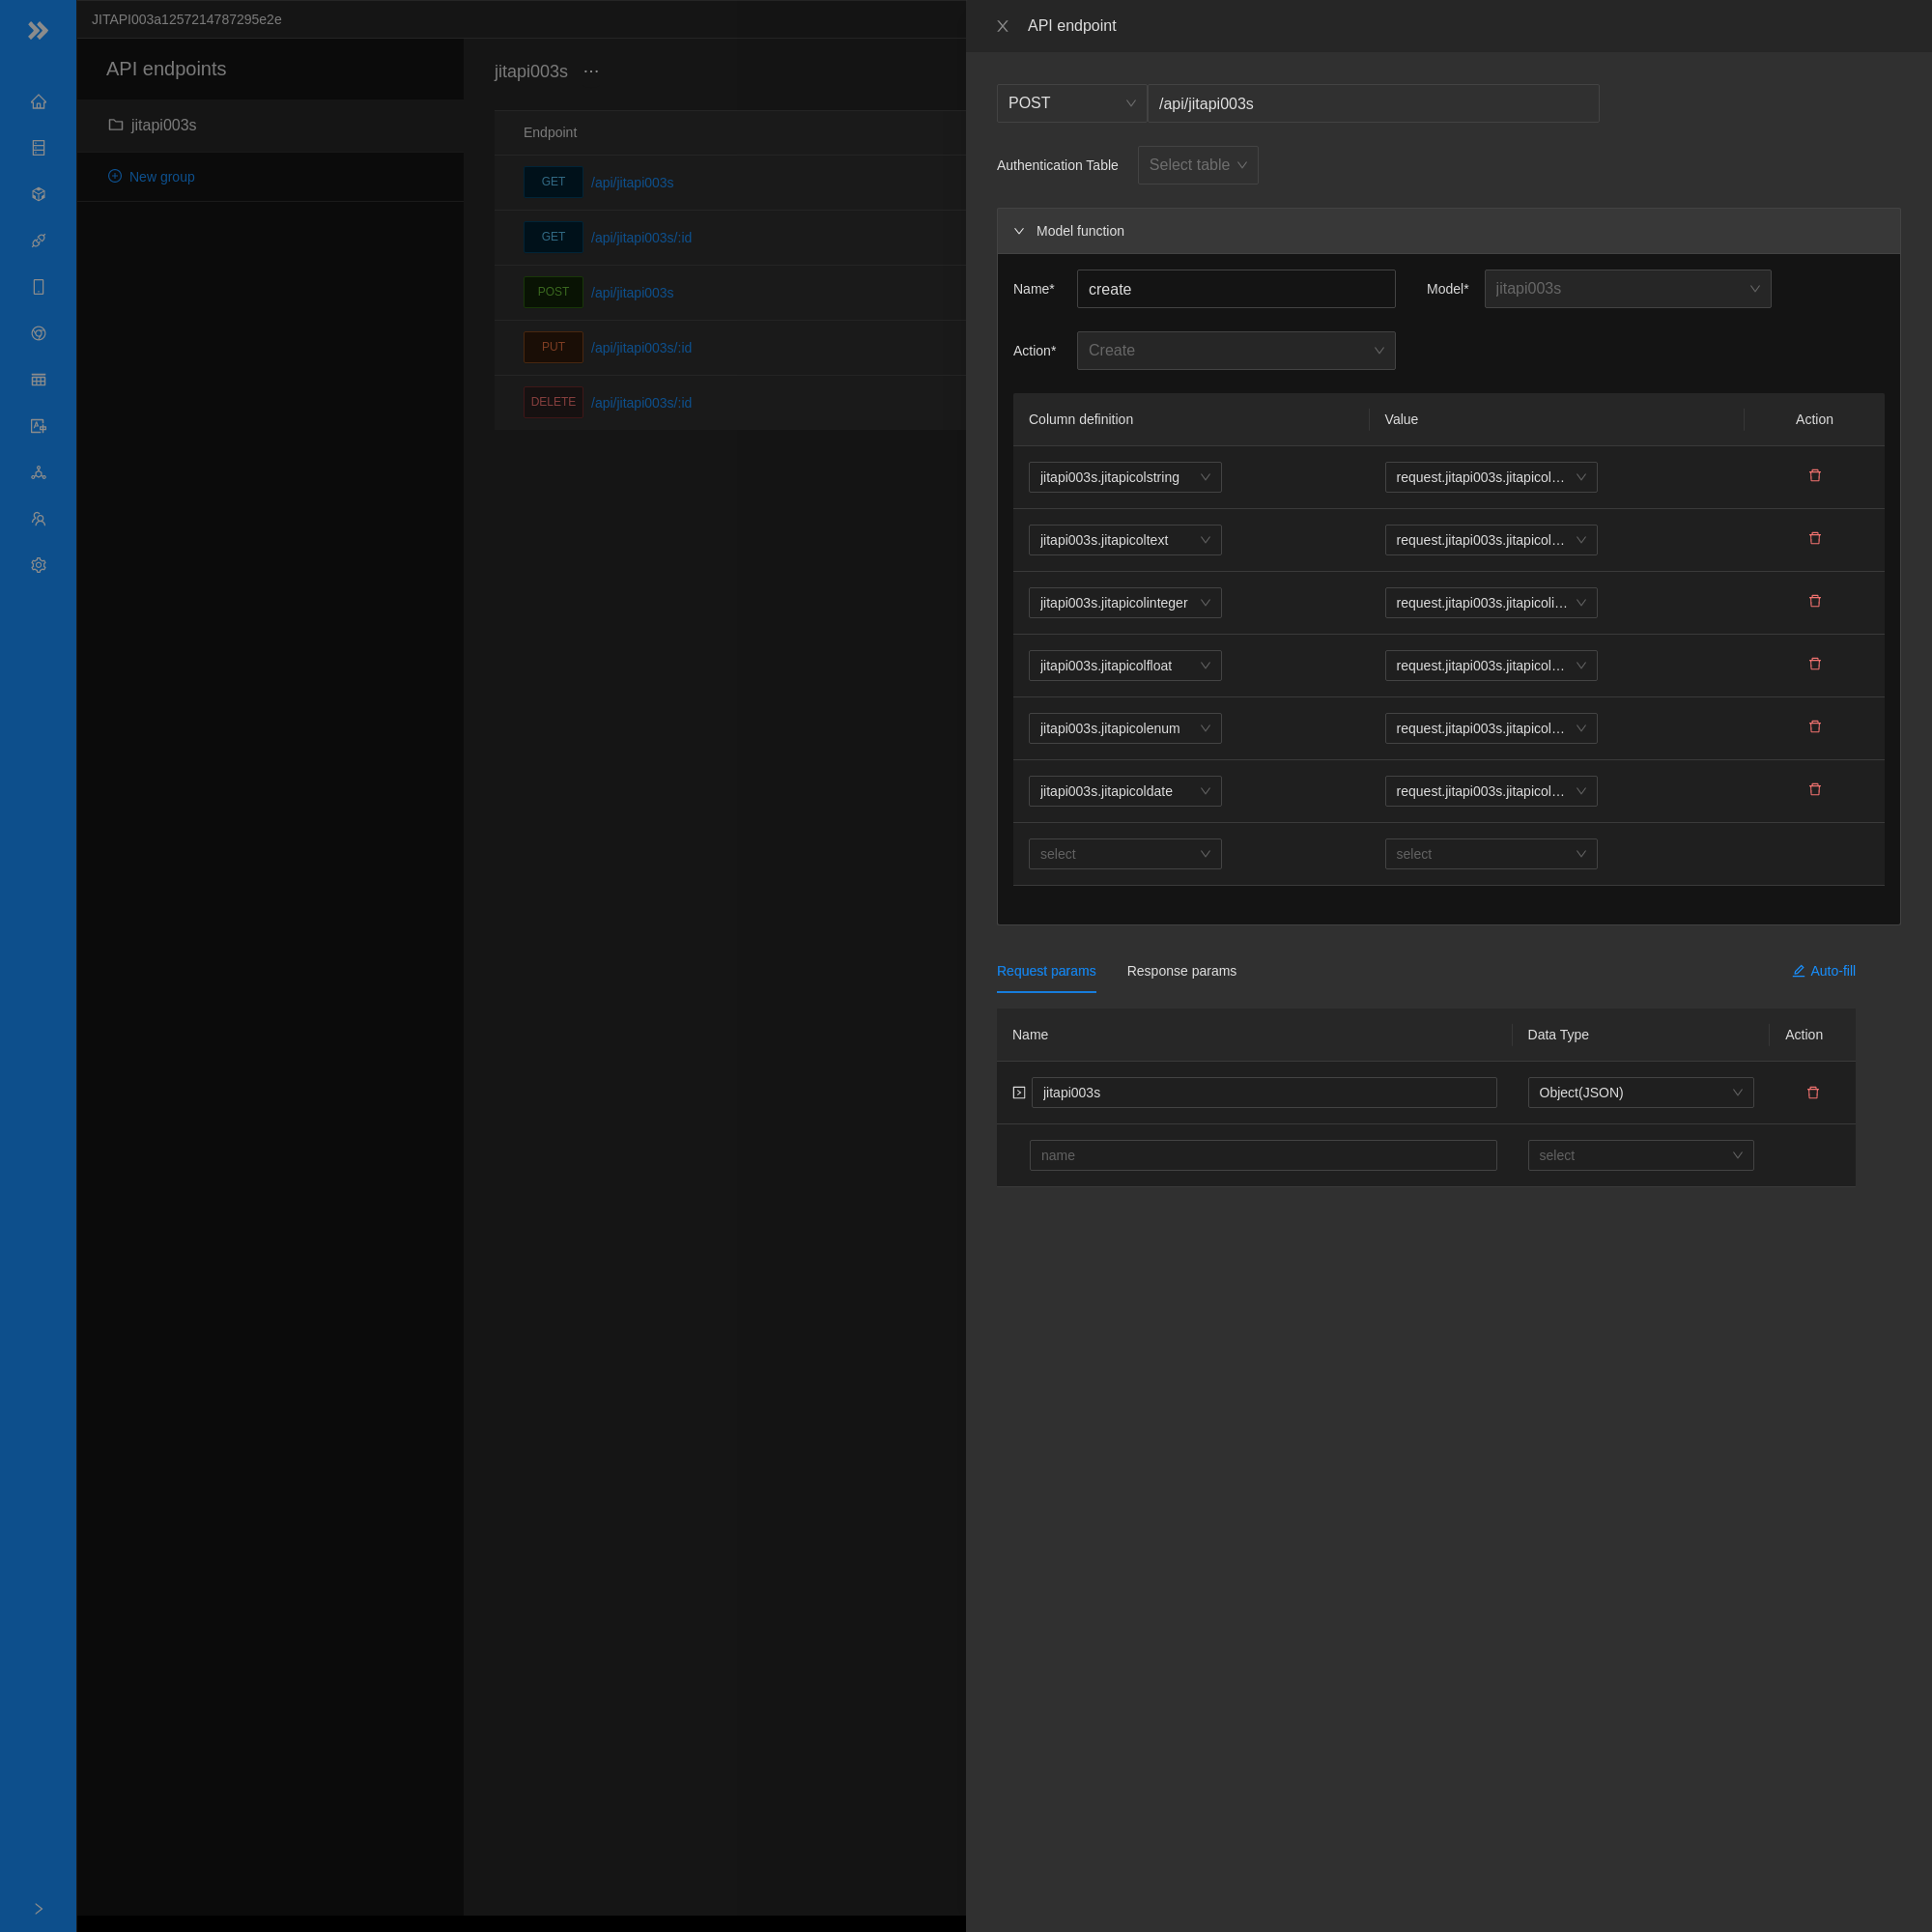 JITAPI003a1257214787295e2e
API endpoints
jitapi003s
New group
jitapi003s ···
Endpoint
GET /api/jitapi003s
GET /api/jitapi003s/:id
POST /api/jitapi003s
PUT /api/jitapi003s/:id
DELETE /api/jitapi003s/:id
API endpoint
POST /api/jitapi003s
Authentication Table Select table
Model function
Name* create Model* jitapi003s
Action* Create
Column definition Value Action
jitapi003s.jitapicolstring request.jitapi003s.jitapicol...
jitapi003s.jitapicoltext request.jitapi003s.jitapicol...
jitapi003s.jitapicolinteger request.jitapi003s.jitapicoli...
jitapi003s.jitapicolfloat request.jitapi003s.jitapicol...
jitapi003s.jitapicolenum request.jitapi003s.jitapicol...
jitapi003s.jitapicoldate request.jitapi003s.jitapicol...
select select
Request params Response params Auto-fill
Name Data Type Action
jitapi003s Object(JSON)
name select